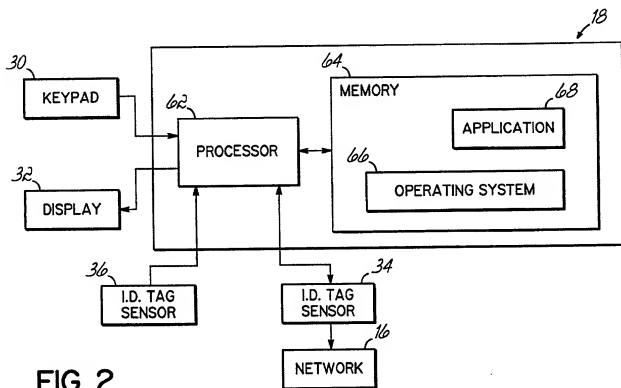 18
30
KEYPAD
62
PROCESSOR
64
MEMORY
68
APPLICATION
66
OPERATING SYSTEM
32
DISPLAY
36
I.D. TAG
SENSOR
34
I.D. TAG
SENSOR
16
NETWORK
FIG. 2